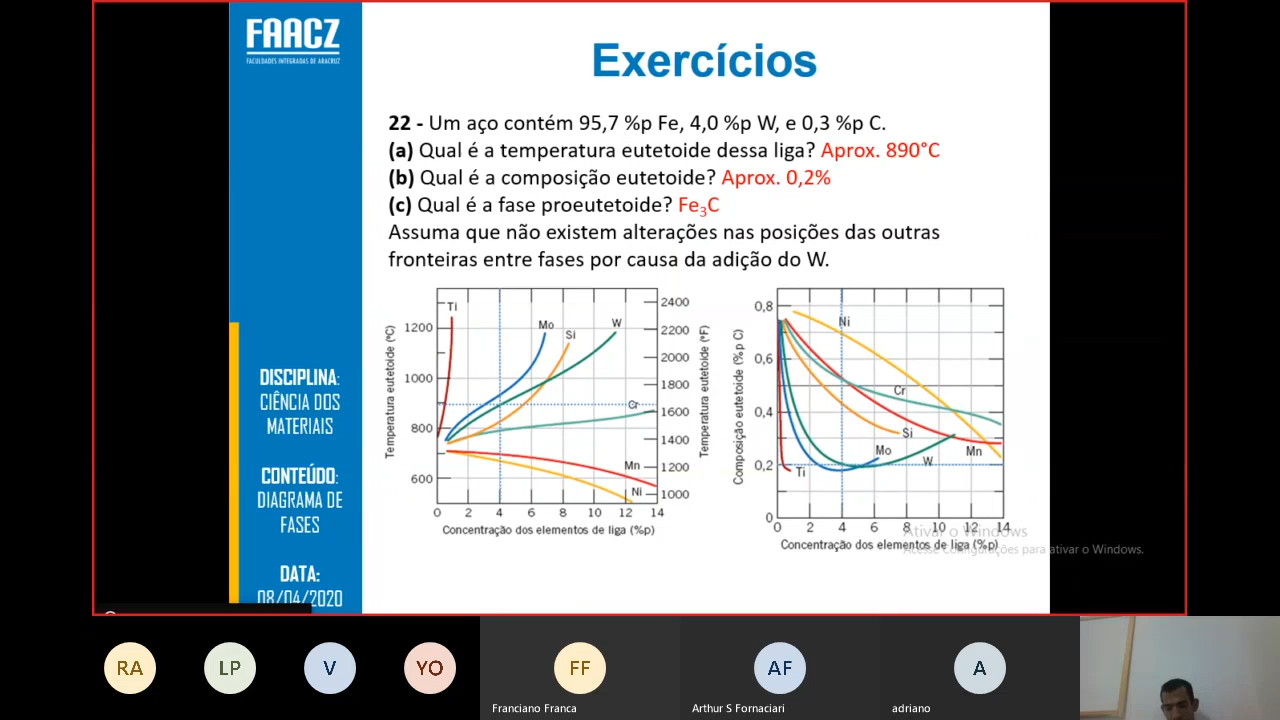 FAACZ
FACULDADES INTEGRADAS DE ARACRUZ
DISCIPLINA:
CIÊNCIA DOS
MATERIAIS
CONTEÚDO:
DIAGRAMA DE
FASES
DATA:
08/04/2020
Exercícios
22 - Um aço contém 95,7 %p Fe, 4,0 %p W, e 0,3 %p C.
(a) Qual é a temperatura eutetoide dessa liga? Aprox. 890°C
(b) Qual é a composição eutetoide? Aprox. 0,2%
(c) Qual é a fase proeutetoide? Fe3C
Assuma que não existem alterações nas posições das outras
fronteiras entre fases por causa da adição do W.
Temperatura eutetoide (°C)
1200
1000
800
600
Ti
Mo
Si
W
Cr
Mn
Ni
2400
2200
2000
1800
1600
1400
1200
1000
Temperatura eutetoide (°F)
0 2 4 6 8 10 12 14
Concentração dos elementos de liga (%p)
Composição eutetoide (%p C)
0,8
0,6
0,4
0,2
0
Ni
Cr
Si
Mo
W
Mn
Ti
0 2 4 6 8 10 12 14
Concentração dos elementos de liga (%p)
Ativar o Windows
Acesse Configurações para ativar o Windows.
RA
LP
V
YO
FF
Franciano Franca
AF
Arthur S Fornaciari
A
adriano